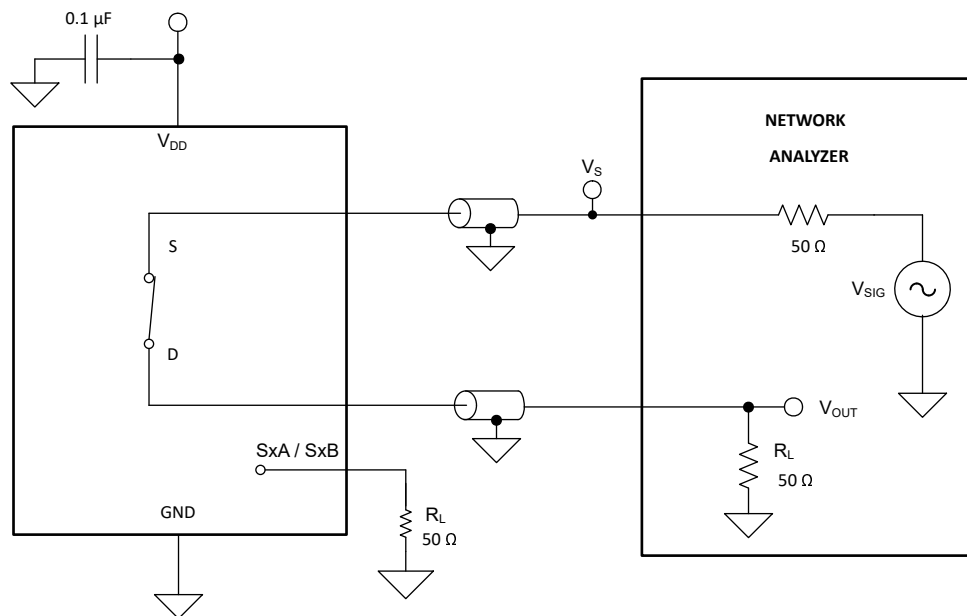 0.1 µF
VDD
NETWORK
ANALYZER
VS
S
50 Ω
VSIG
D
VOUT
SxA / SxB
RL
50 Ω
GND
RL
50 Ω